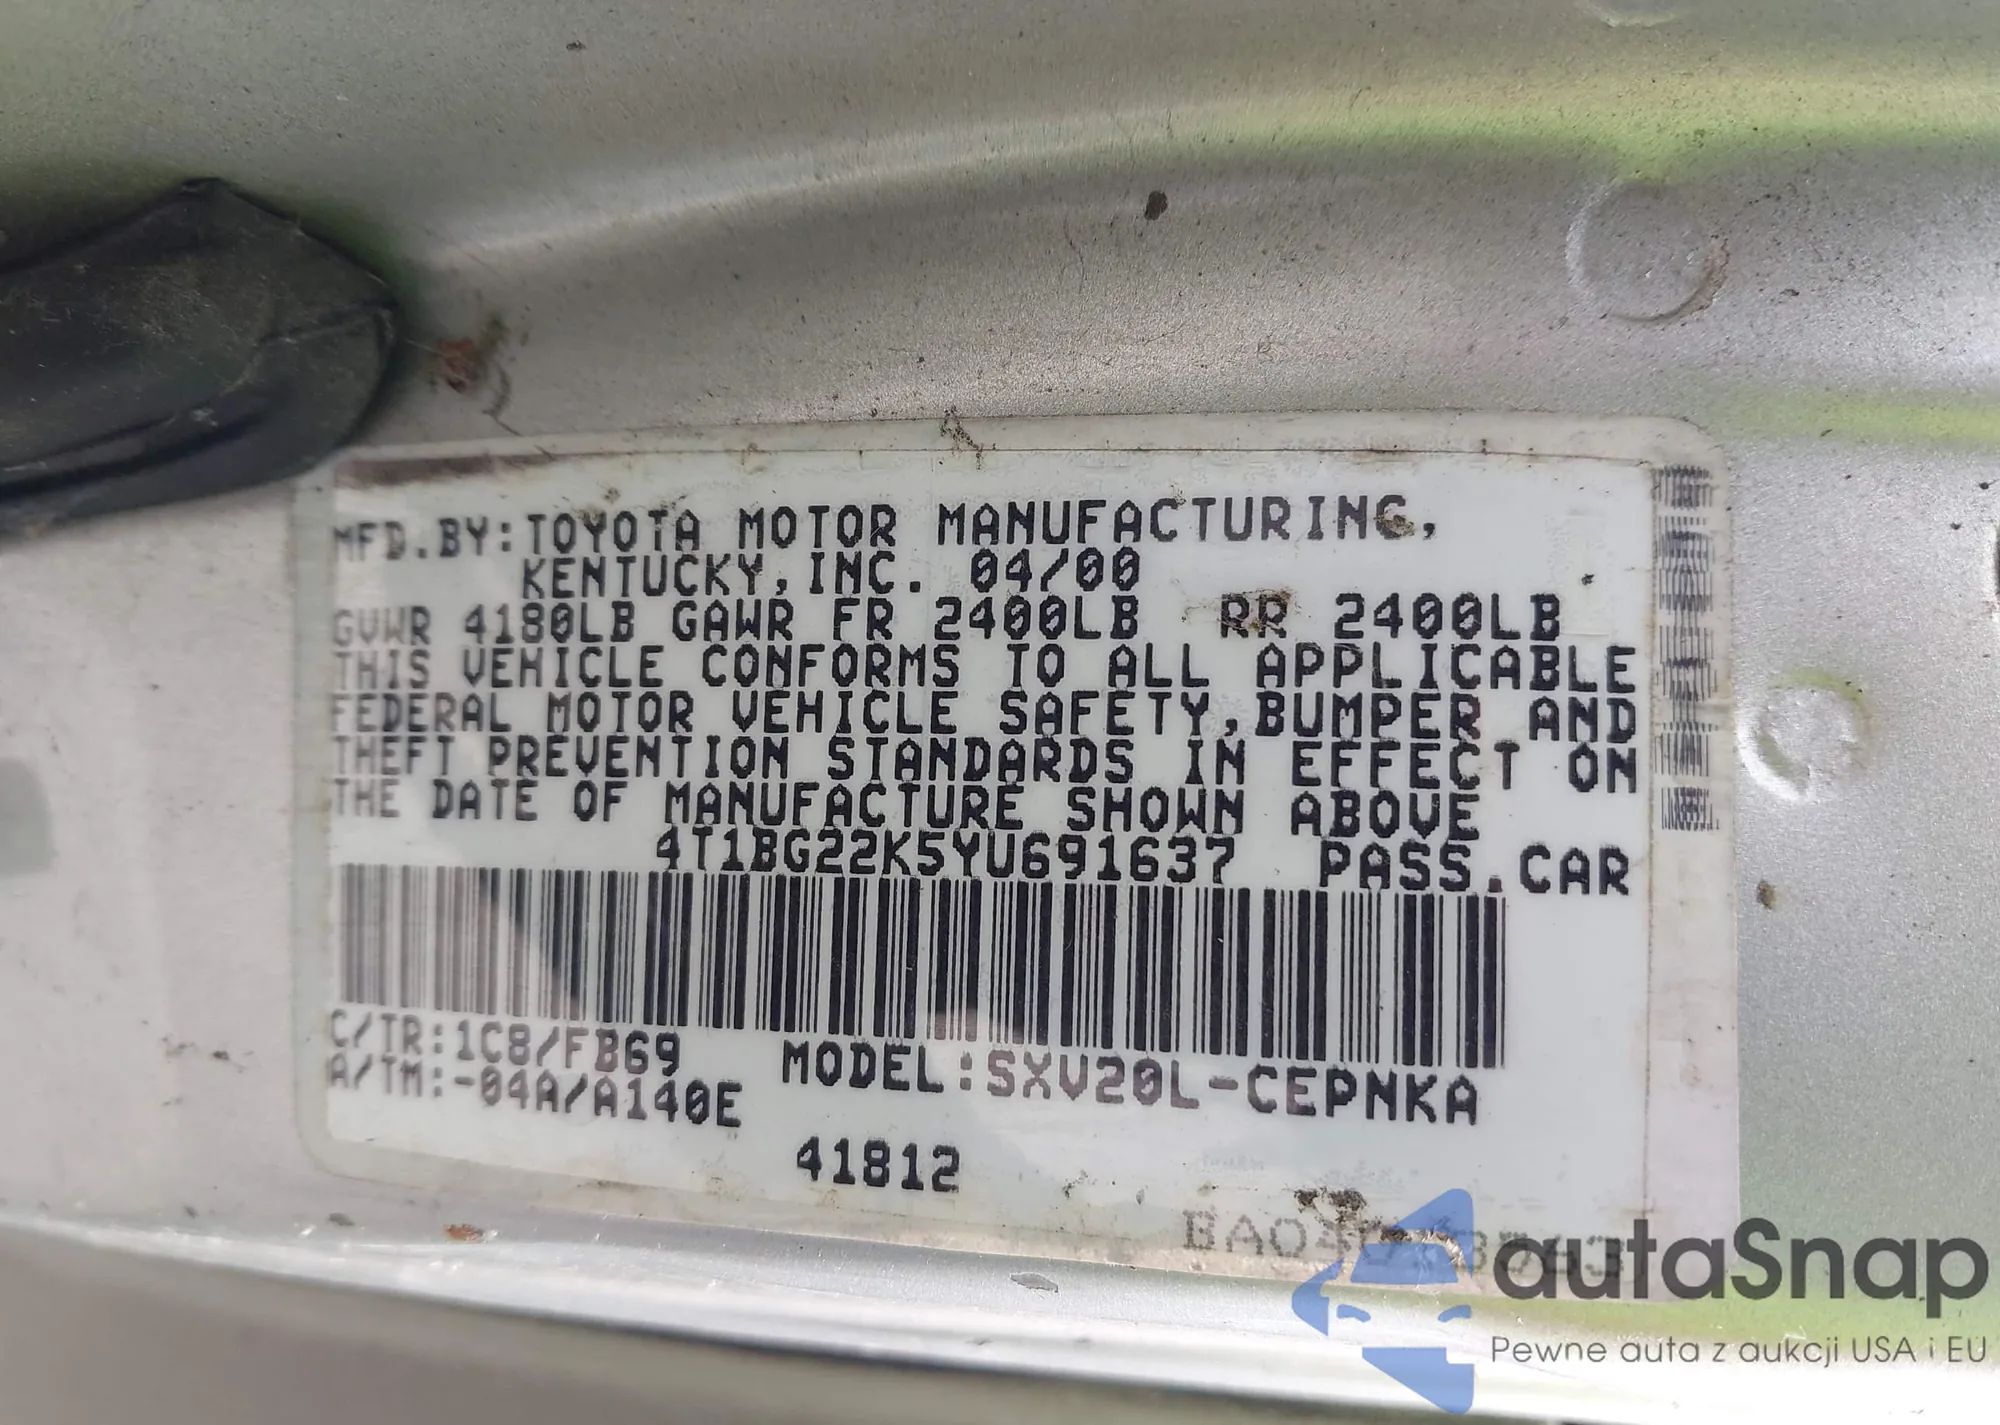 MFD.BY:TOYOTA MOTOR MANUFACTURING,
KENTUCKY,INC. 04/00
GVWR 4180LB GAWR FR 2400LB RR 2400LB
THIS VEHICLE CONFORMS TO ALL APPLICABLE
FEDERAL MOTOR VEHICLE SAFETY,BUMPER AND
THEFT PREVENTION STANDARDS IN EFFECT ON
THE DATE OF MANUFACTURE SHOWN ABOVE
4T1BG22K5YU691637 PASS.CAR
C/TR:1C8/FB69
A/TM:-04A/A140E
MODEL:SXV20L-CEPNKA
41812
autaSnap
Pewne auta z aukcji USA i EU